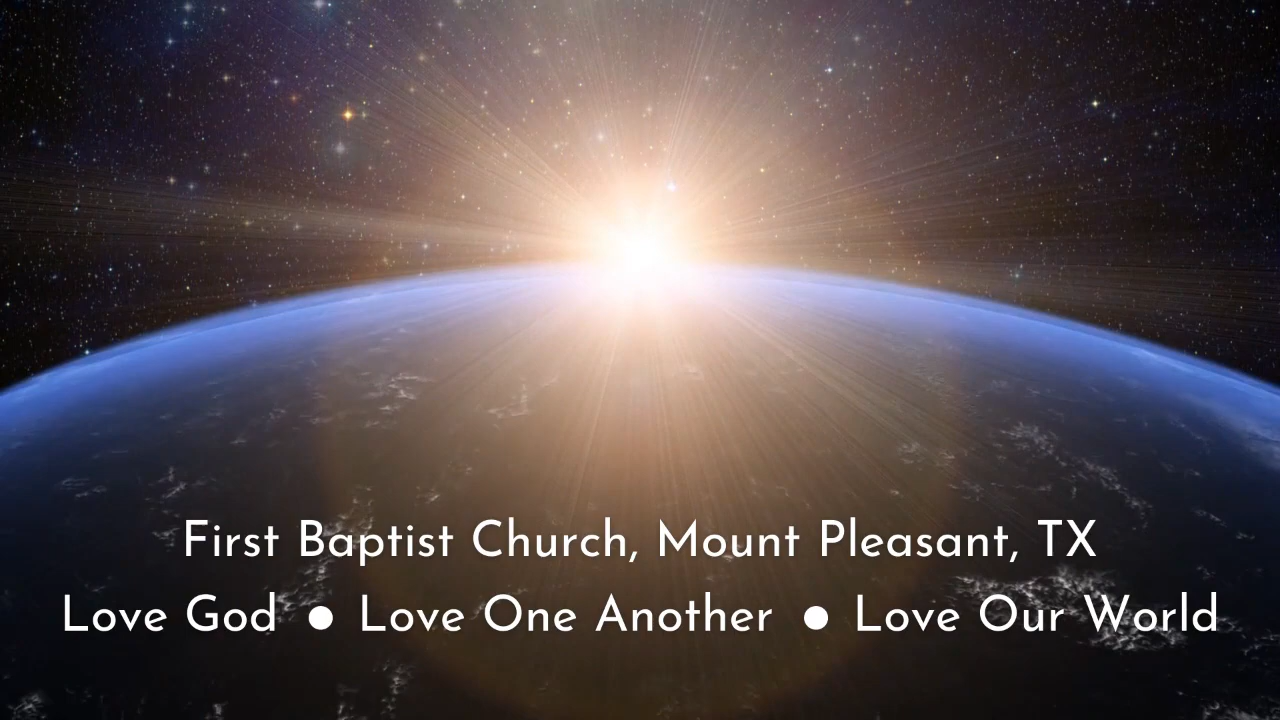 First Baptist Church, Mount Pleasant, TX
Love God ● Love One Another ● Love Our World